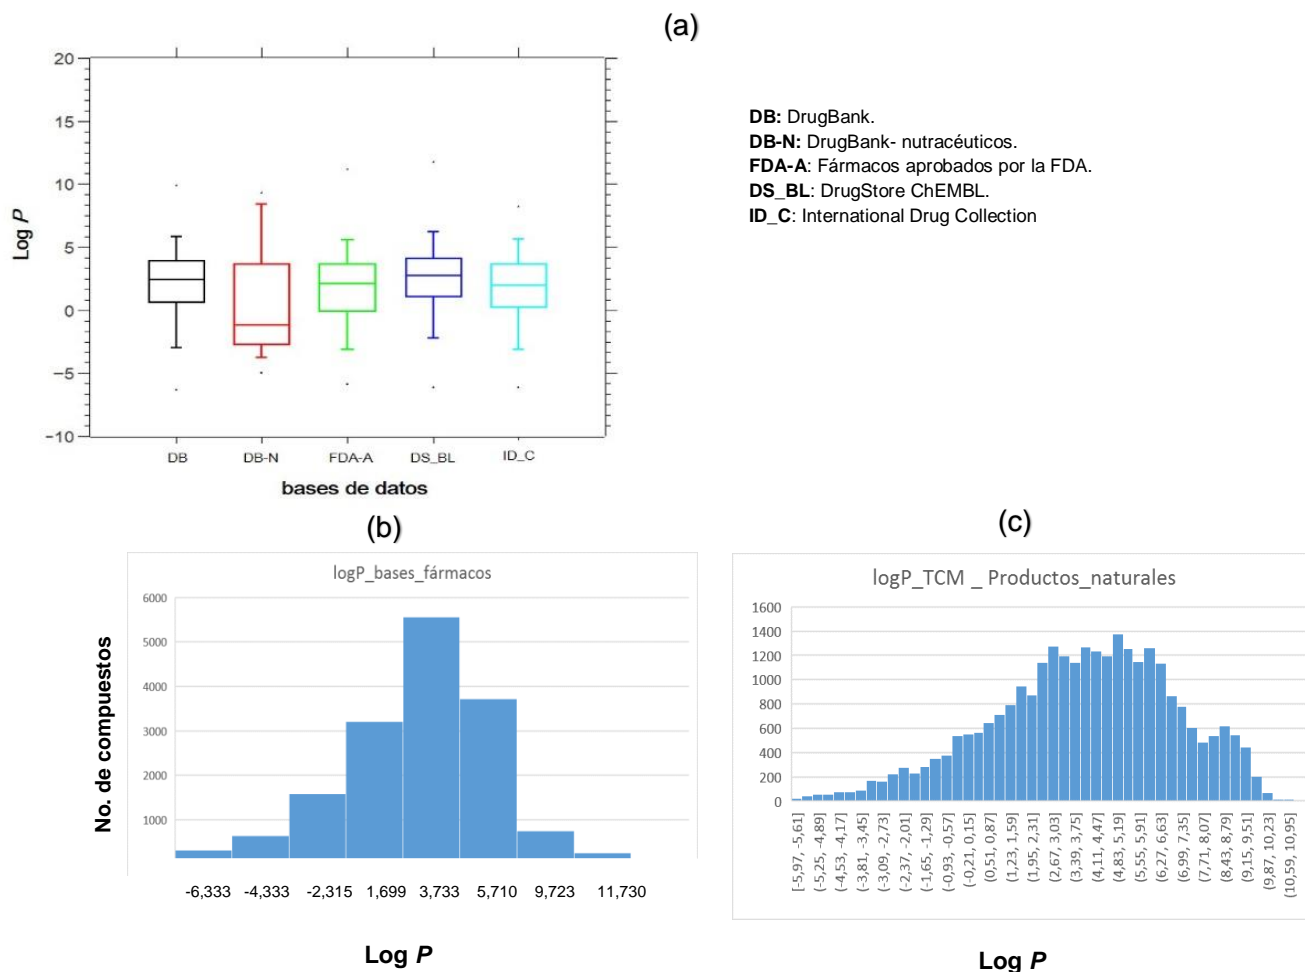 (a)
20
15
10
5
0
−5
−10
Log P
DB
DB-N
FDA-A
DS_BL
ID_C
bases de datos
DB: DrugBank.
DB-N: DrugBank- nutracéuticos.
FDA-A: Fármacos aprobados por la FDA.
DS_BL: DrugStore ChEMBL.
ID_C: International Drug Collection
(b)
logP_bases_fármacos
6000
5000
4000
3000
2000
1000
No. de compuestos
-6,333 -4,333 -2,315 1,699 3,733 5,710 9,723 11,730
Log P
(c)
logP_TCM _ Productos_naturales
1600
1400
1200
1000
800
600
400
200
0
[-5,97, -5,61]
(-5,25, -4,89]
(-4,53, -4,17]
(-3,81, -3,45]
(-3,09, -2,73]
(-2,37, -2,01]
(-1,65, -1,29]
(-0,93, -0,57]
(-0,21, 0,15]
(0,51, 0,87]
(1,23, 1,59]
(1,95, 2,31]
(2,67, 3,03]
(3,39, 3,75]
(4,11, 4,47]
(4,83, 5,19]
(5,55, 5,91]
(6,27, 6,63]
(6,99, 7,35]
(7,71, 8,07]
(8,43, 8,79]
(9,15, 9,51]
(9,87, 10,23]
(10,59, 10,95]
Log P